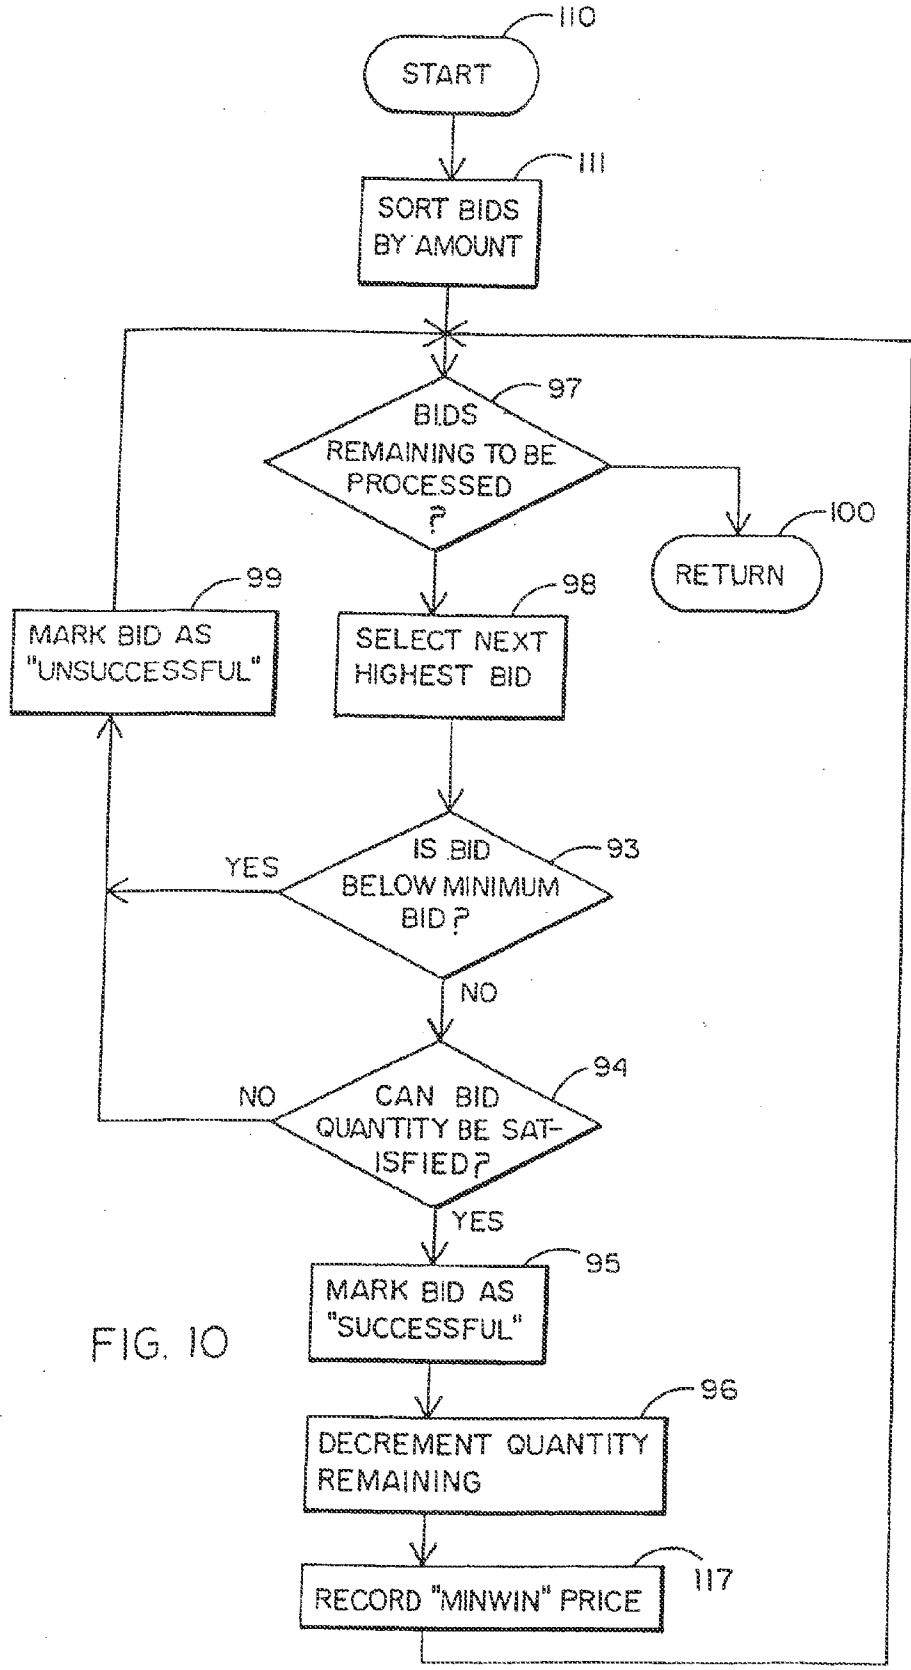 110
START
111
SORT BIDS
BY AMOUNT
97
BIDS
REMAINING TO BE
PROCESSED
?
100
RETURN
99
MARK BID AS
"UNSUCCESSFUL"
98
SELECT NEXT
HIGHEST BID
93
YES
IS BID
BELOW MINIMUM
BID?
NO
94
NO
CAN BID
QUANTITY BE SAT-
ISFIED?
YES
95
MARK BID AS
"SUCCESSFUL"
FIG. 10
96
DECREMENT QUANTITY
REMAINING
117
RECORD "MINWIN" PRICE